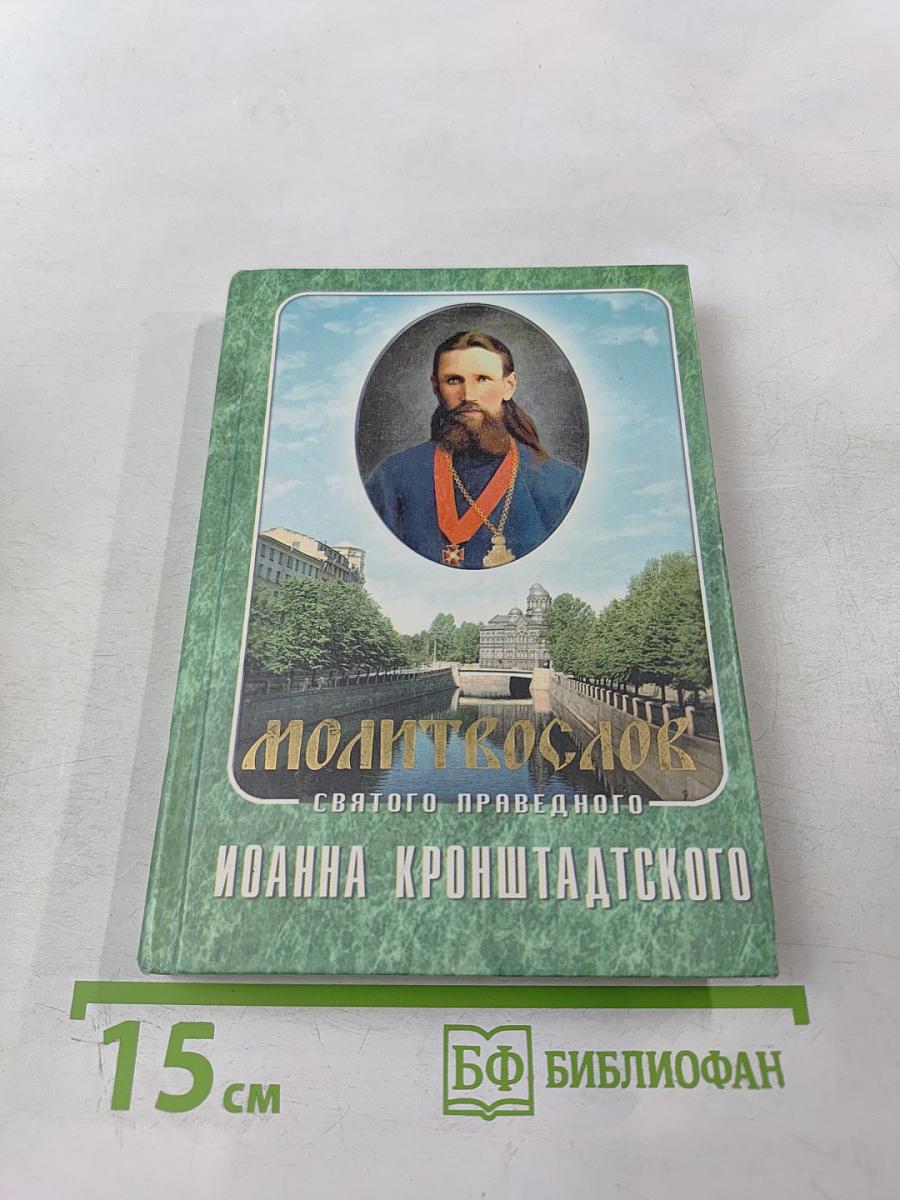 МОЛИТВОСЛОВ
СВЯТОГО ПРАВЕДНОГО
ИОАННА КРОНШТАДТСКОГО
15 см
БФ БИБЛИОФАН